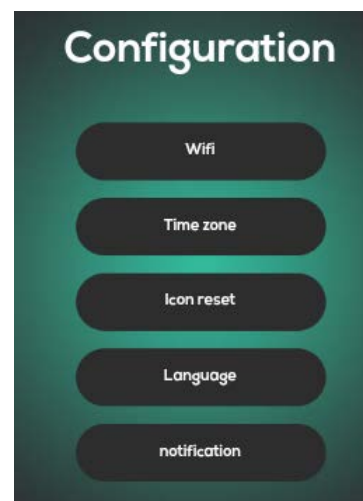 Configuration
Wifi
Time zone
Icon reset
Language
notification